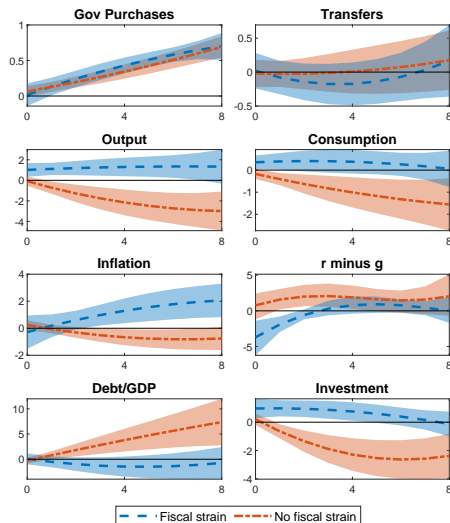 Gov Purchases
1
0.5
0
0 4 8
Transfers
0.5
0
-0.5
0 4 8
Output
2
0
-2
-4
0 4 8
Consumption
1
0
-1
-2
0 4 8
Inflation
4
2
0
-2
0 4 8
r minus g
5
0
-5
0 4 8
Debt/GDP
10
5
0
0 4 8
Investment
0
-2
-4
0 4 8
Fiscal strain No fiscal strain